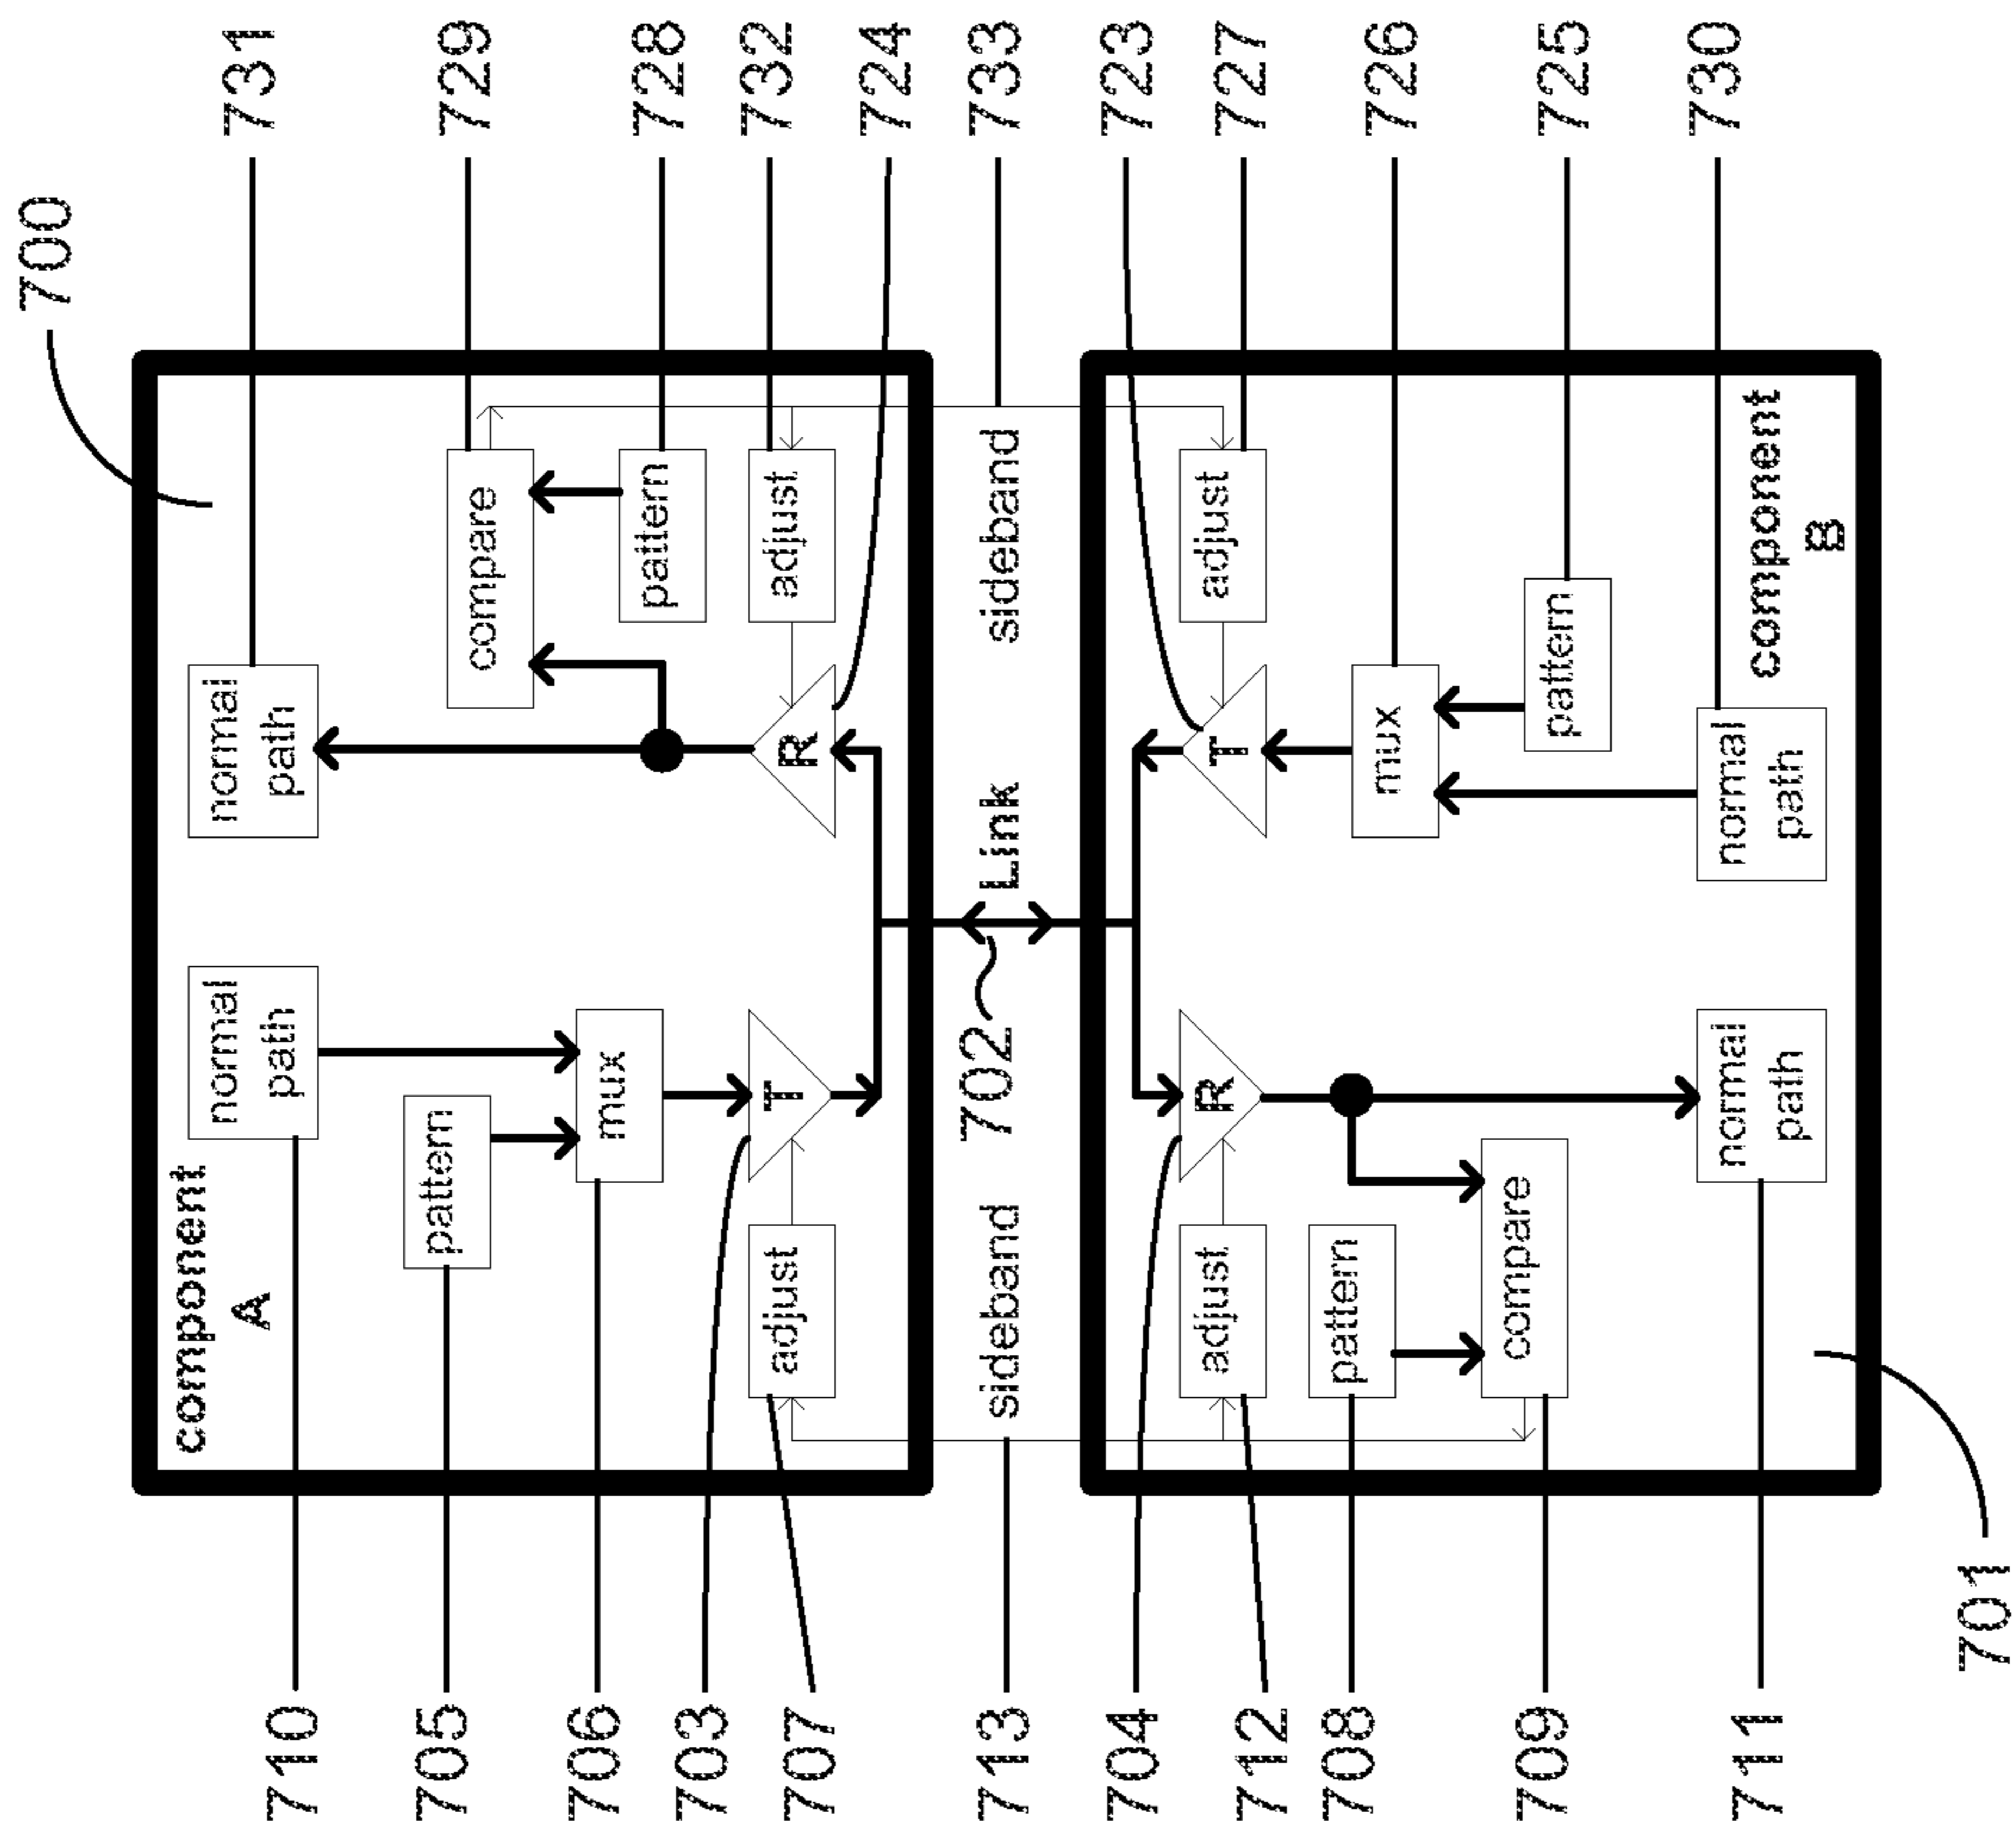 700
731
729
728
732
724
733
723
727
726
725
730
normal
path
compare
pattern
adjust
R
sideband
adjust
T
mux
pattern
normal
path
component
B
Link
702
component
A
normal
path
pattern
mux
T
adjust
sideband
R
adjust
pattern
compare
normal
path
710
705
706
703
707
713
704
712
708
709
711
701